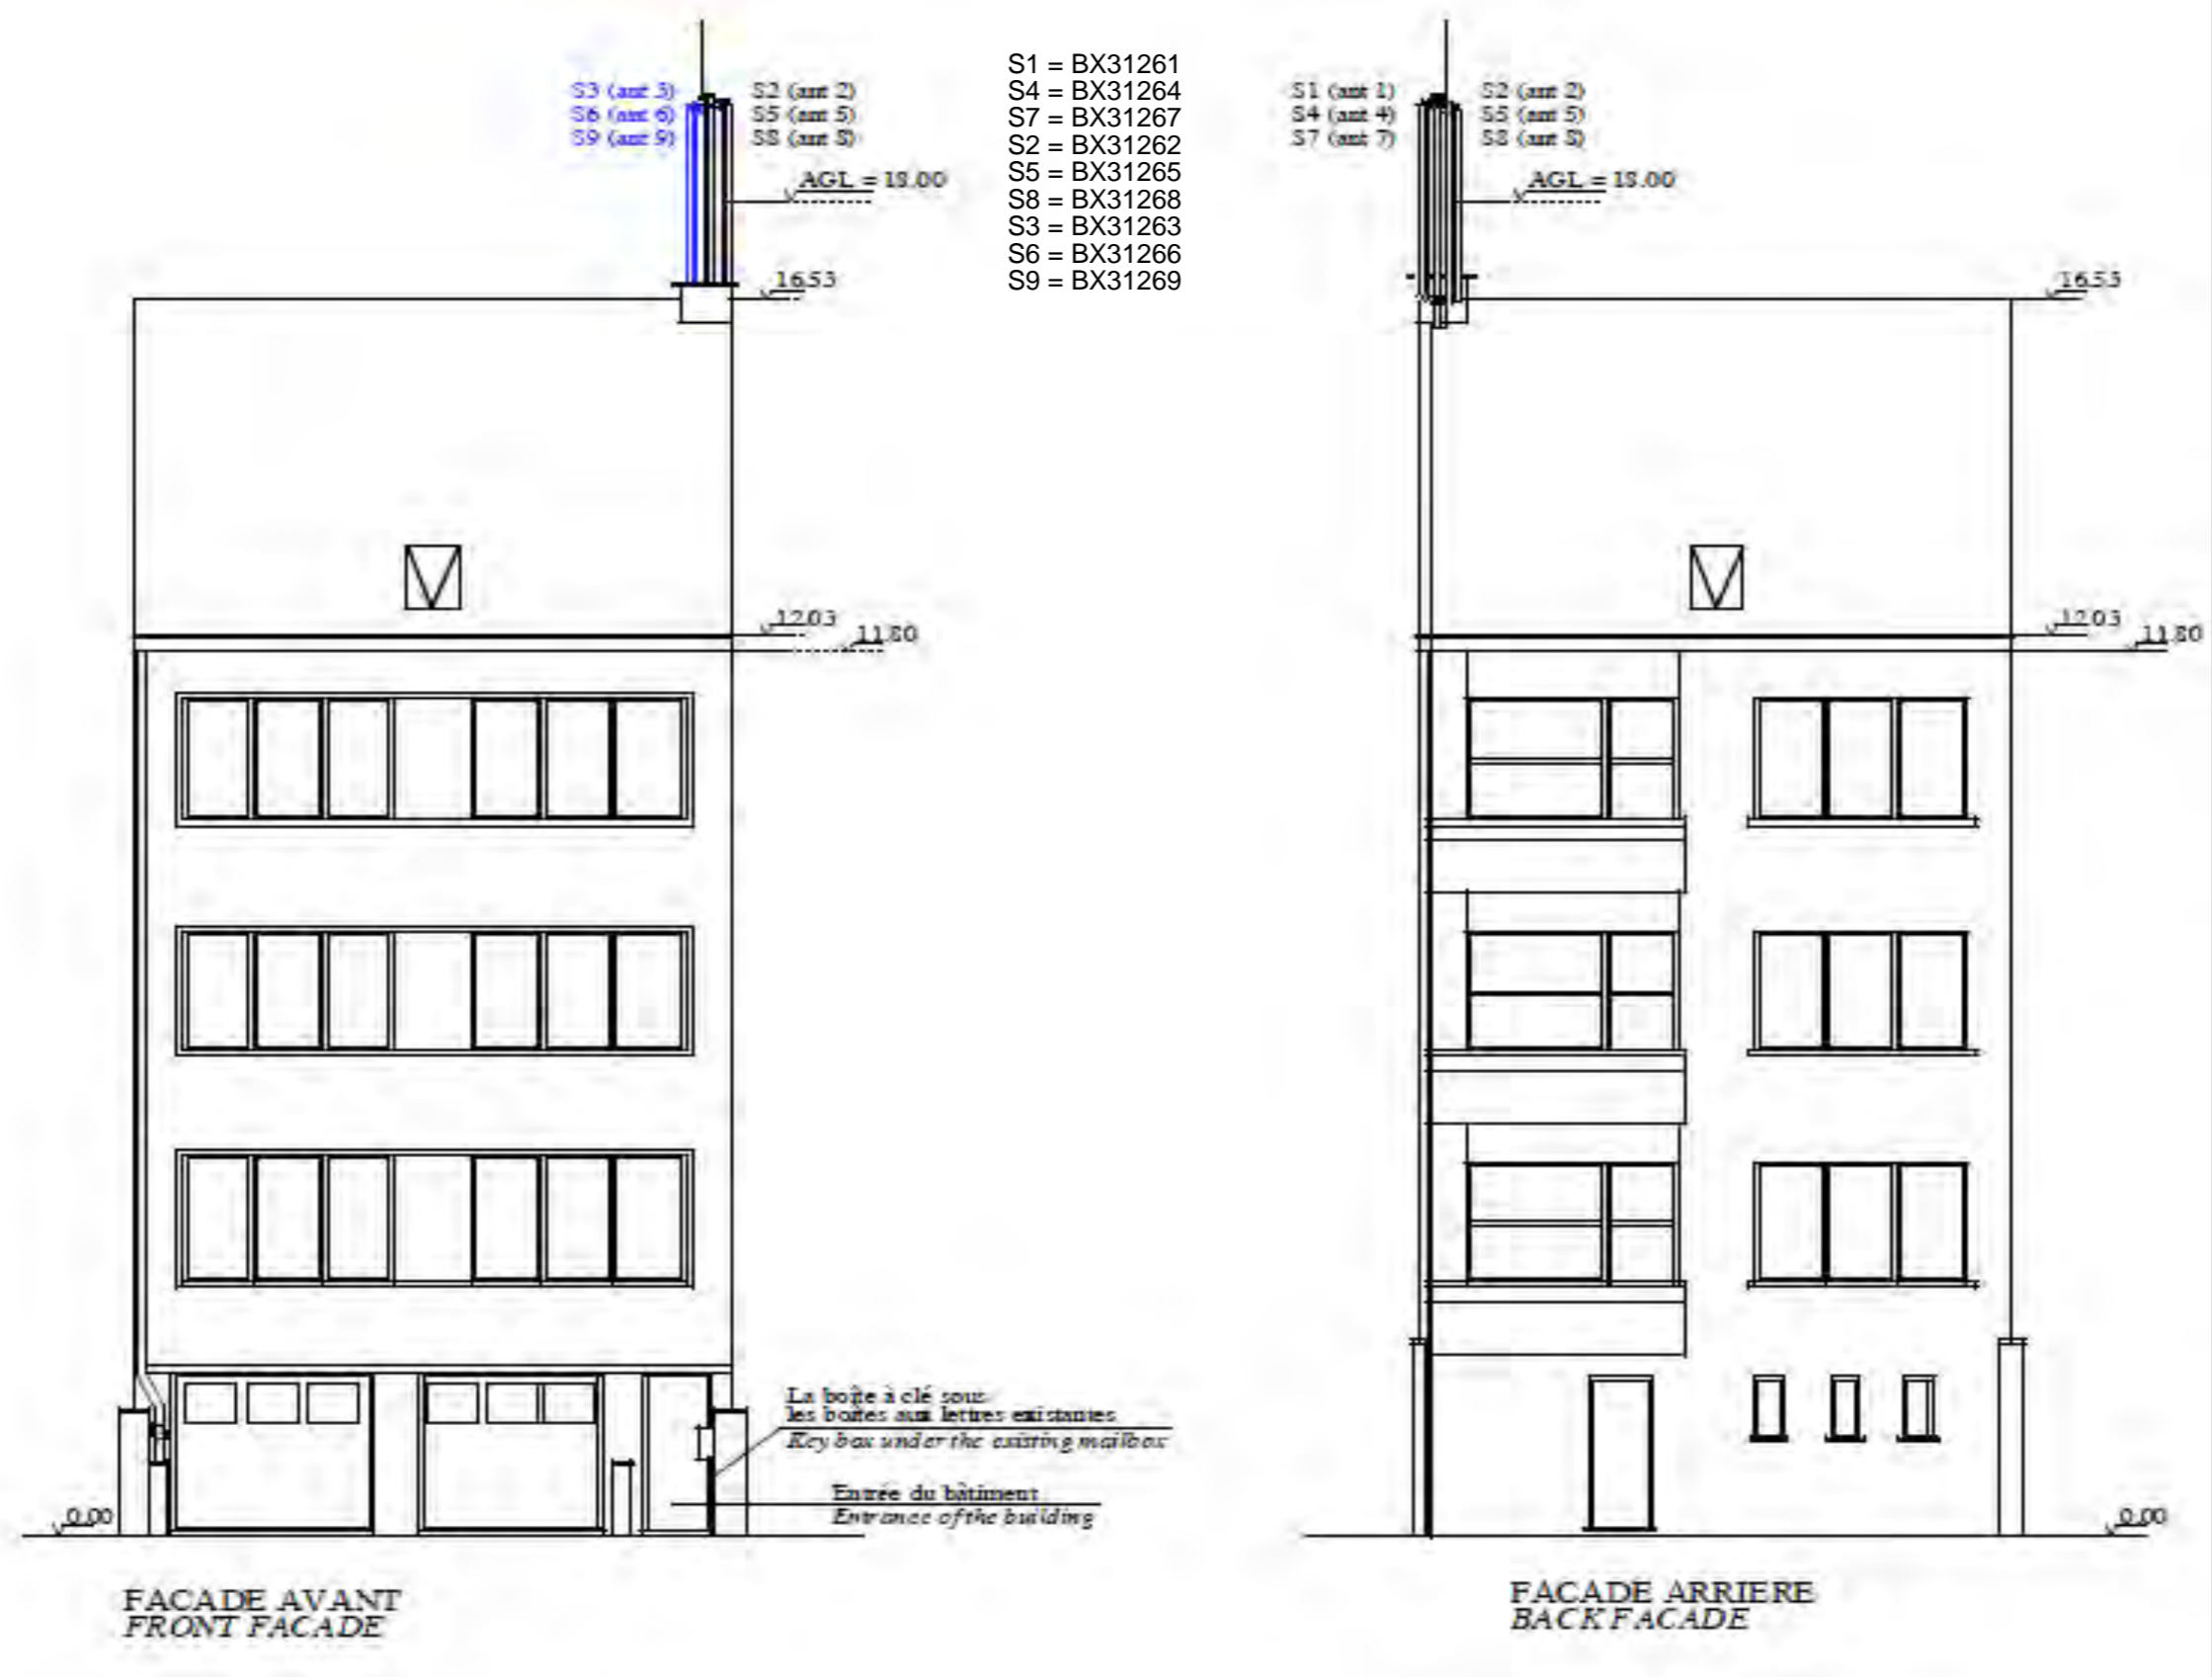 S3 (ant 3)
S6 (ant 6)
S9 (ant 9)
S2 (ant 2)
S5 (ant 5)
S8 (ant 8)
AGL = 18.00
16.53
12.03
11.80
La boîte à clé sous
les boîtes aux lettres existantes
Key box under the existing mailbox
Entrée du bâtiment
Entrance of the building
0.00
FACADE AVANT
FRONT FACADE
S1 = BX31261
S4 = BX31264
S7 = BX31267
S2 = BX31262
S5 = BX31265
S8 = BX31268
S3 = BX31263
S6 = BX31266
S9 = BX31269
S1 (ant 1)
S4 (ant 4)
S7 (ant 7)
S2 (ant 2)
S5 (ant 5)
S8 (ant 8)
AGL = 18.00
16.53
12.03
11.80
0.00
FACADE ARRIERE
BACK FACADE